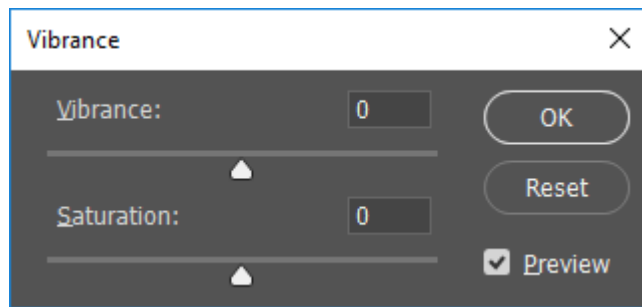 Vibrance
Vibrance: 0
OK
Reset
Saturation: 0
Preview